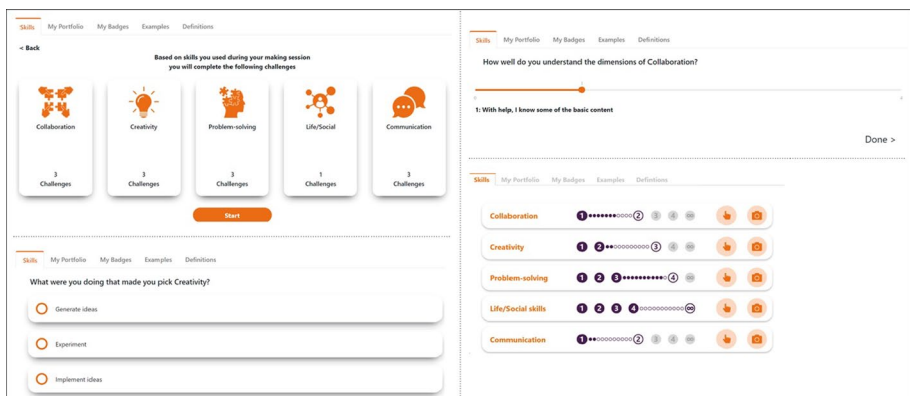 Skills My Portfolio My Badges Examples Definitions
< Back
Based on skills you used during your making session
you will complete the following challenges
Collaboration Creativity Problem-solving Life/Social Communication
3 3 3 1 3
Challenges Challenges Challenges Challenges Challenges
Start
Skills My Portfolio My Badges Examples Definitions
What were you doing that made you pick Creativity?
Generate ideas
Experiment
Implement ideas
Skills My Portfolio My Badges Examples Definitions
How well do you understand the dimensions of Collaboration?
1: With help, I know some of the basic content
Done >
Skills My Portfolio My Badges Examples Defintions
Collaboration 1 2 3 4 ∞
Creativity 1 2 3 4 ∞
Problem-solving 1 2 3 4 ∞
Life/Social skills 1 2 3 4 ∞
Communication 1 2 3 4 ∞